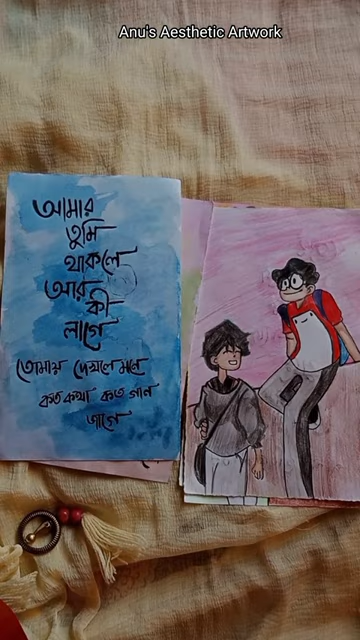 Anu's Aesthetic Artwork
আমার
তুমি
থাকলে
আর
কী
লাগে
তোমায় দেখলে মনে
কত কথা কত গান
জাগে